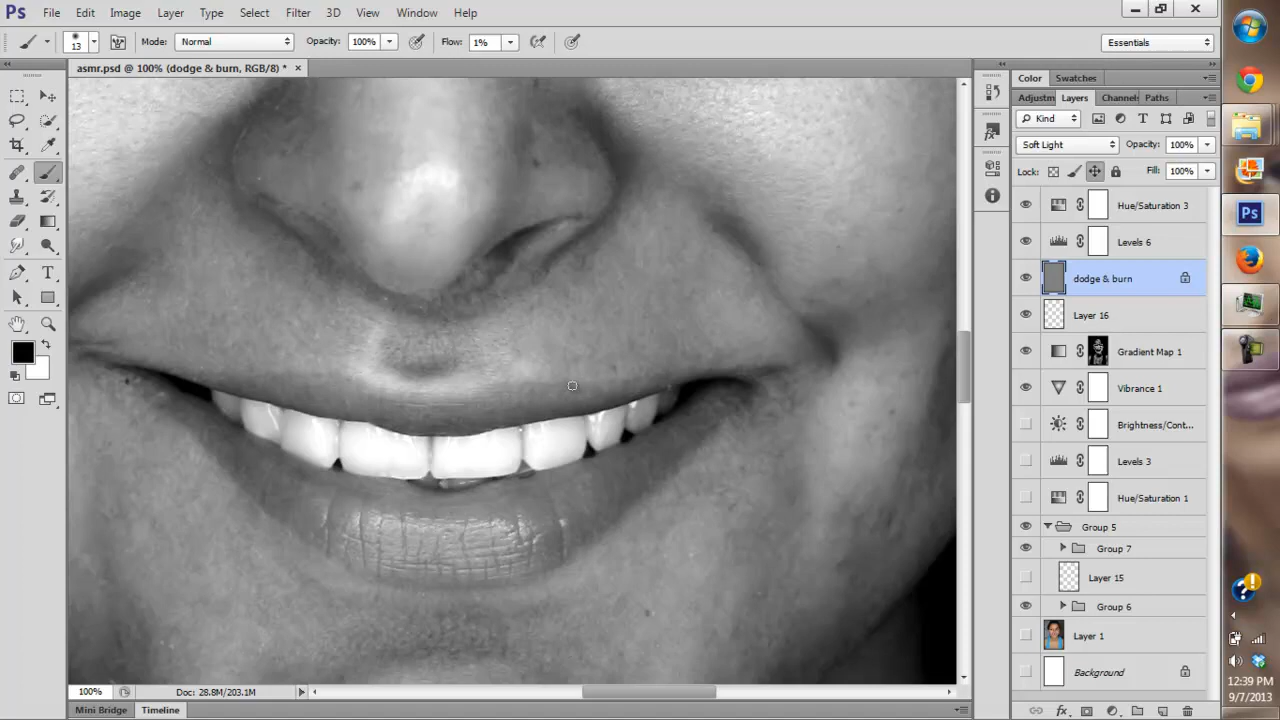 Ps File Edit Image Layer Type Select Filter 3D View Window Help
13 Mode: Normal Opacity: 100% Flow: 1% Essentials
asmr.psd @ 100% (dodge & burn, RGB/8) * ×
Color Swatches
Adjustm Layers Channels Paths
Kind
Soft Light Opacity: 100%
Lock: Fill: 100%
Hue/Saturation 3
Levels 6
dodge & burn
Layer 16
Gradient Map 1
Vibrance 1
Brightness/Cont...
Levels 3
Hue/Saturation 1
Group 5
Group 7
Layer 15
Group 6
Layer 1
Background
100% Doc: 28.8M/203.1M
Mini Bridge Timeline
Ps
12:39 PM
9/7/2013